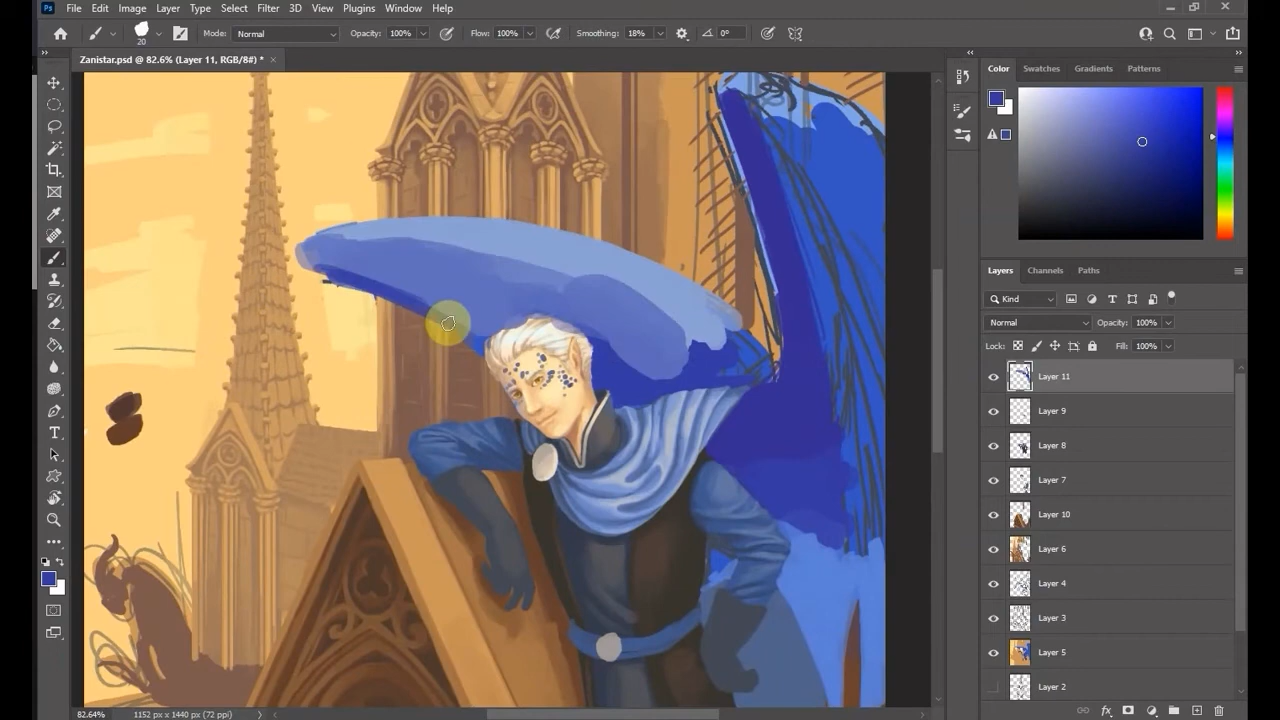 Ps File Edit Image Layer Type Select Filter 3D View Plugins Window Help
20 Mode: Normal Opacity: 100% Flow: 100% Smoothing: 18% 0°
Zanistar.psd @ 82.6% (Layer 11, RGB/8#) * ×
Color Swatches Gradients Patterns
Layers Channels Paths
Kind
Normal Opacity: 100%
Lock: Fill: 100%
Layer 11
Layer 9
Layer 8
Layer 7
Layer 10
Layer 6
Layer 4
Layer 3
Layer 5
Layer 2
82.64% 1152 px x 1440 px (72 ppi)